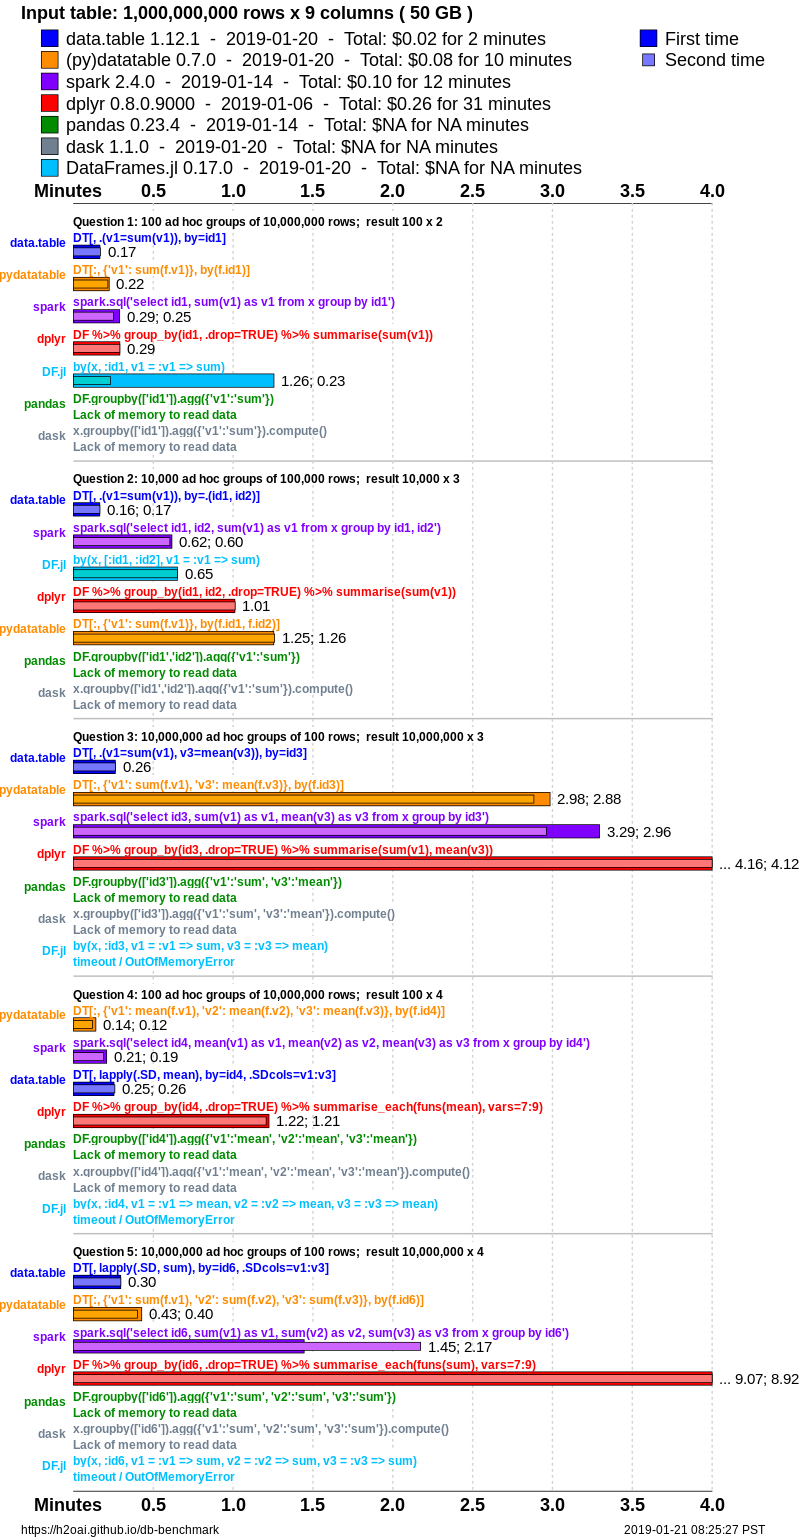 Input table: 1,000,000,000 rows x 9 columns ( 50 GB )
data.table 1.12.1  -  2019-01-20  -  Total: $0.02 for 2 minutes
First time
(py)datatable 0.7.0  -  2019-01-20  -  Total: $0.08 for 10 minutes
Second time
spark 2.4.0  -  2019-01-14  -  Total: $0.10 for 12 minutes
dplyr 0.8.0.9000  -  2019-01-06  -  Total: $0.26 for 31 minutes
pandas 0.23.4  -  2019-01-14  -  Total: $NA for NA minutes
dask 1.1.0  -  2019-01-20  -  Total: $NA for NA minutes
DataFrames.jl 0.17.0  -  2019-01-20  -  Total: $NA for NA minutes
Minutes 0.5 1.0 1.5 2.0 2.5 3.0 3.5 4.0
Question 1: 100 ad hoc groups of 10,000,000 rows;  result 100 x 2
DT[, .(v1=sum(v1)), by=id1]
data.table 0.17
DT[:, {'v1': sum(f.v1)}, by(f.id1)]
pydatatable 0.22
spark.sql('select id1, sum(v1) as v1 from x group by id1')
spark 0.29; 0.25
DF %>% group_by(id1, .drop=TRUE) %>% summarise(sum(v1))
dplyr 0.29
by(x, :id1, v1 = :v1 => sum)
DF.jl 1.26; 0.23
DF.groupby(['id1']).agg({'v1':'sum'})
pandas Lack of memory to read data
x.groupby(['id1']).agg({'v1':'sum'}).compute()
dask Lack of memory to read data
Question 2: 10,000 ad hoc groups of 100,000 rows;  result 10,000 x 3
DT[, .(v1=sum(v1)), by=.(id1, id2)]
data.table 0.16; 0.17
spark.sql('select id1, id2, sum(v1) as v1 from x group by id1, id2')
spark 0.62; 0.60
by(x, [:id1, :id2], v1 = :v1 => sum)
DF.jl 0.65
DF %>% group_by(id1, id2, .drop=TRUE) %>% summarise(sum(v1))
dplyr 1.01
DT[:, {'v1': sum(f.v1)}, by(f.id1, f.id2)]
pydatatable 1.25; 1.26
DF.groupby(['id1','id2']).agg({'v1':'sum'})
pandas Lack of memory to read data
x.groupby(['id1','id2']).agg({'v1':'sum'}).compute()
dask Lack of memory to read data
Question 3: 10,000,000 ad hoc groups of 100 rows;  result 10,000,000 x 3
DT[, .(v1=sum(v1), v3=mean(v3)), by=id3]
data.table 0.26
DT[:, {'v1': sum(f.v1), 'v3': mean(f.v3)}, by(f.id3)]
pydatatable 2.98; 2.88
spark.sql('select id3, sum(v1) as v1, mean(v3) as v3 from x group by id3')
spark 3.29; 2.96
DF %>% group_by(id3, .drop=TRUE) %>% summarise(sum(v1), mean(v3))
dplyr ... 4.16; 4.12
DF.groupby(['id3']).agg({'v1':'sum', 'v3':'mean'})
pandas Lack of memory to read data
x.groupby(['id3']).agg({'v1':'sum', 'v3':'mean'}).compute()
dask Lack of memory to read data
by(x, :id3, v1 = :v1 => sum, v3 = :v3 => mean)
DF.jl timeout / OutOfMemoryError
Question 4: 100 ad hoc groups of 10,000,000 rows;  result 100 x 4
DT[:, {'v1': mean(f.v1), 'v2': mean(f.v2), 'v3': mean(f.v3)}, by(f.id4)]
pydatatable 0.14; 0.12
spark.sql('select id4, mean(v1) as v1, mean(v2) as v2, mean(v3) as v3 from x group by id4')
spark 0.21; 0.19
DT[, lapply(.SD, mean), by=id4, .SDcols=v1:v3]
data.table 0.25; 0.26
DF %>% group_by(id4, .drop=TRUE) %>% summarise_each(funs(mean), vars=7:9)
dplyr 1.22; 1.21
DF.groupby(['id4']).agg({'v1':'mean', 'v2':'mean', 'v3':'mean'})
pandas Lack of memory to read data
x.groupby(['id4']).agg({'v1':'mean', 'v2':'mean', 'v3':'mean'}).compute()
dask Lack of memory to read data
by(x, :id4, v1 = :v1 => mean, v2 = :v2 => mean, v3 = :v3 => mean)
DF.jl timeout / OutOfMemoryError
Question 5: 10,000,000 ad hoc groups of 100 rows;  result 10,000,000 x 4
DT[, lapply(.SD, sum), by=id6, .SDcols=v1:v3]
data.table 0.30
DT[:, {'v1': sum(f.v1), 'v2': sum(f.v2), 'v3': sum(f.v3)}, by(f.id6)]
pydatatable 0.43; 0.40
spark.sql('select id6, sum(v1) as v1, sum(v2) as v2, sum(v3) as v3 from x group by id6')
spark 1.45; 2.17
DF %>% group_by(id6, .drop=TRUE) %>% summarise_each(funs(sum), vars=7:9)
dplyr ... 9.07; 8.92
DF.groupby(['id6']).agg({'v1':'sum', 'v2':'sum', 'v3':'sum'})
pandas Lack of memory to read data
x.groupby(['id6']).agg({'v1':'sum', 'v2':'sum', 'v3':'sum'}).compute()
dask Lack of memory to read data
by(x, :id6, v1 = :v1 => sum, v2 = :v2 => sum, v3 = :v3 => sum)
DF.jl timeout / OutOfMemoryError
Minutes 0.5 1.0 1.5 2.0 2.5 3.0 3.5 4.0
https://h2oai.github.io/db-benchmark
2019-01-21 08:25:27 PST